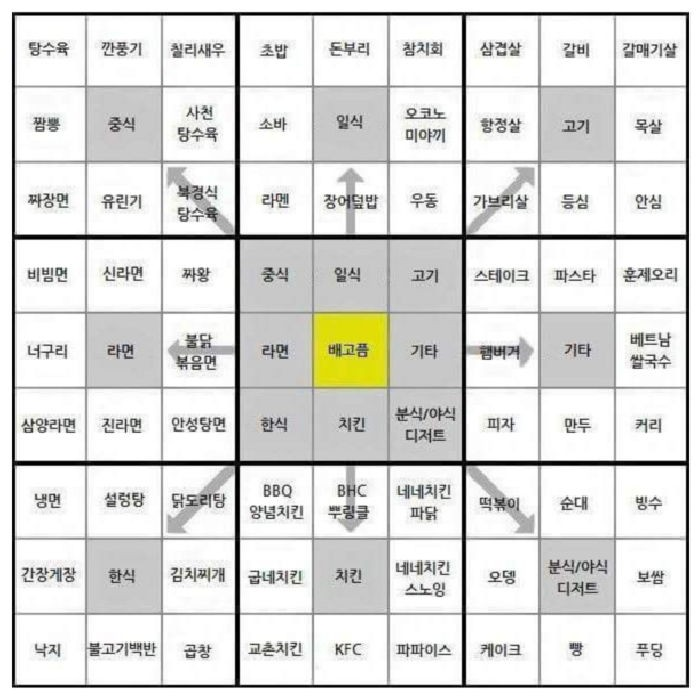 탕수육 깐풍기 칠리새우 초밥 돈부리 참치회 삼겹살 갈비 갈매기살
짬뽕 중식 사천 탕수육 소바 일식 오코노 미야끼 항정살 고기 목살
짜장면 유린기 북경식 탕수육 라멘 장어덮밥 우동 가브리살 등심 안심
비빔면 신라면 짜왕 중식 일식 고기 스테이크 파스타 훈제오리
너구리 라면 불닭 볶음면 라면 배고픔 기타 햄버거 기타 베트남 쌀국수
삼양라면 진라면 안성탕면 한식 치킨 분식/야식 디저트 피자 만두 커리
냉면 설렁탕 닭도리탕 BBQ 양념치킨 BHC 뿌링클 네네치킨 파닭 떡볶이 순대 빙수
간장게장 한식 김치찌개 굽네치킨 치킨 네네치킨 스노잉 오뎅 분식/야식 디저트 보쌈
낙지 불고기백반 곱창 교촌치킨 KFC 파파이스 케이크 빵 푸딩